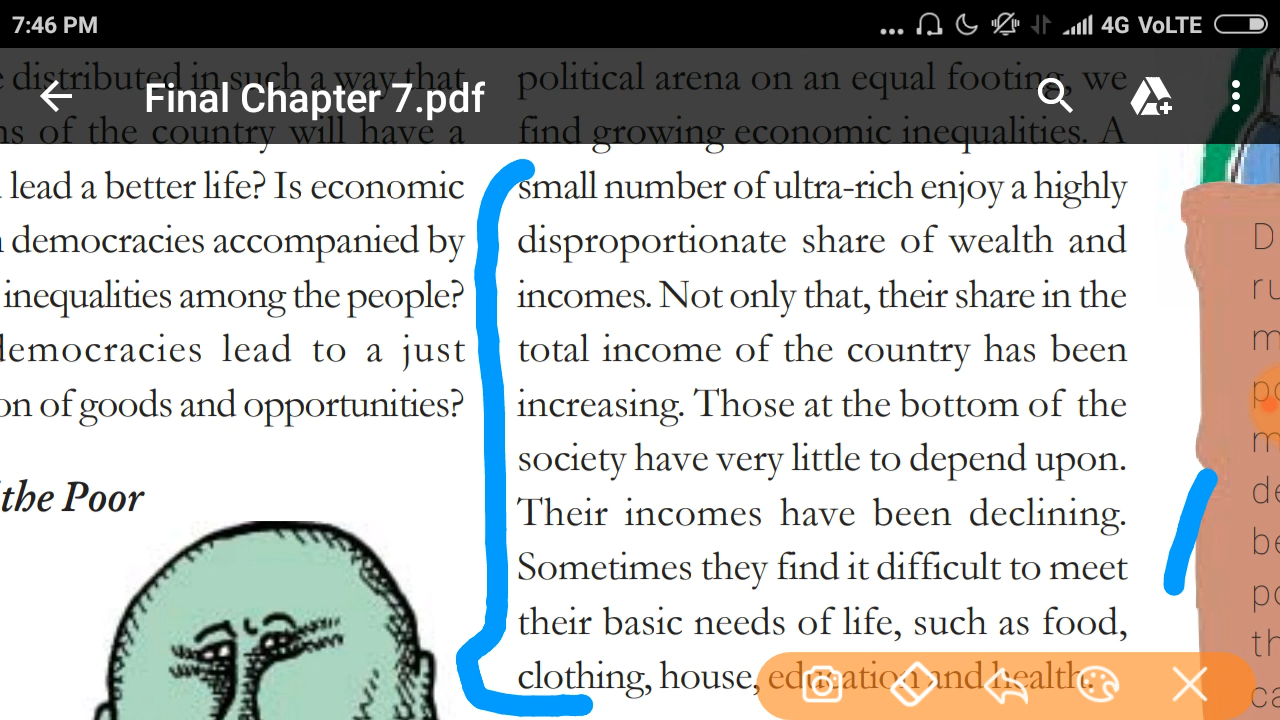 7:46 PM
4G VoLTE
Final Chapter 7.pdf
distributed in such a way that
of the country will have a
lead a better life? Is economic
democracies accompanied by
inequalities among the people?
democracies lead to a just
of goods and opportunities?
the Poor
political arena on an equal footing, we
find growing economic inequalities. A
small number of ultra-rich enjoy a highly
disproportionate share of wealth and
incomes. Not only that, their share in the
total income of the country has been
increasing. Those at the bottom of the
society have very little to depend upon.
Their incomes have been declining.
Sometimes they find it difficult to meet
their basic needs of life, such as food,
clothing, house, education and health.